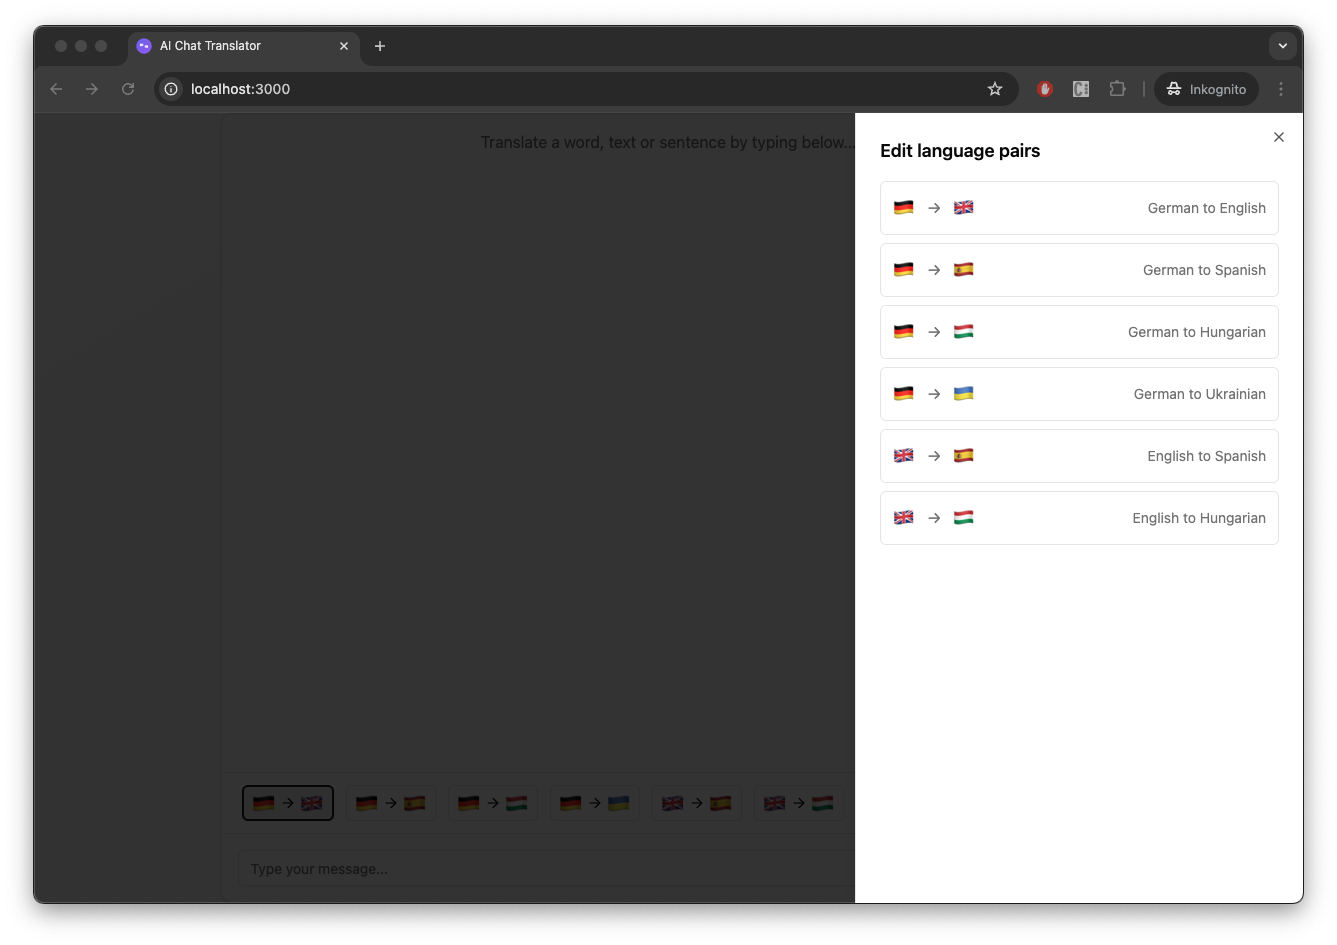 AI Chat Translator
localhost:3000
Inkognito
Translate a word, text or sentence by typing below...
Edit language pairs
German to English
German to Spanish
German to Hungarian
German to Ukrainian
English to Spanish
English to Hungarian
Type your message...